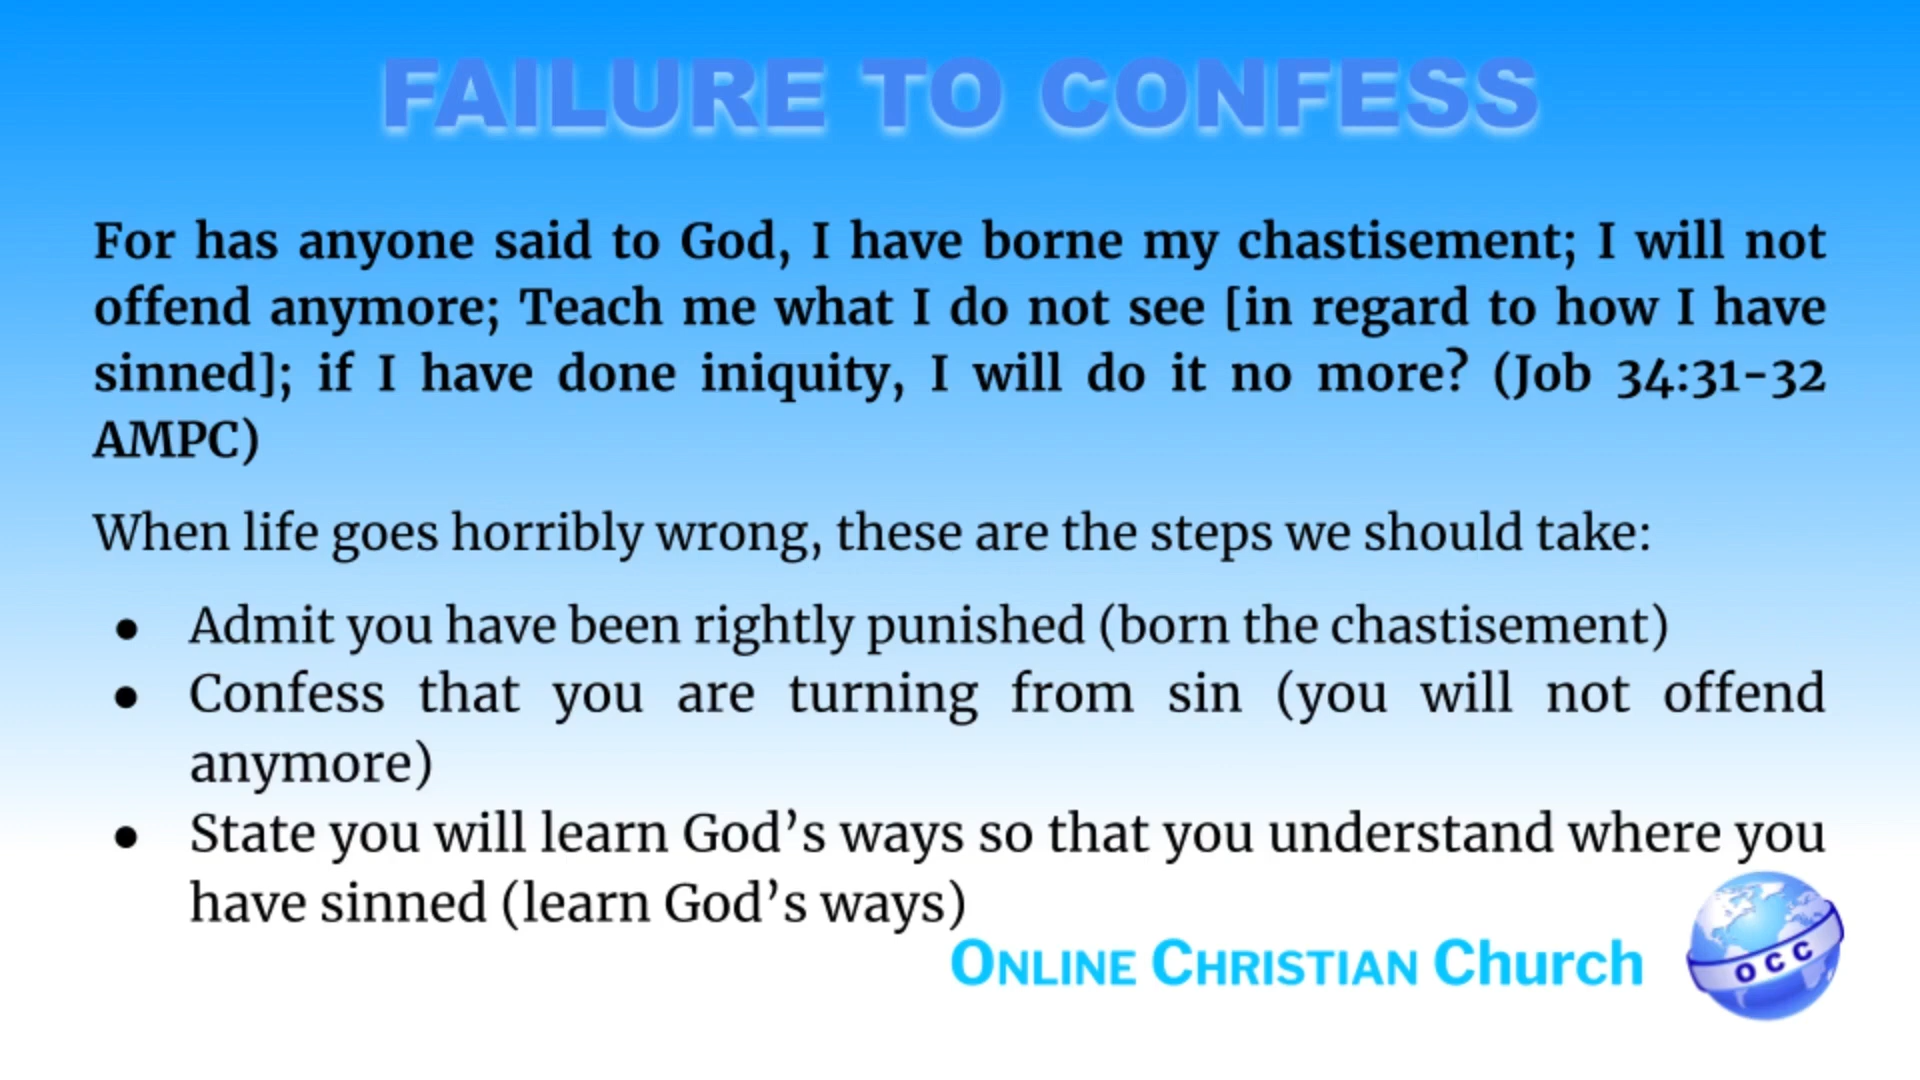 FAILURE TO CONFESS
For has anyone said to God, I have borne my chastisement; I will not
offend anymore; Teach me what I do not see [in regard to how I have
sinned]; if I have done iniquity, I will do it no more? (Job 34:31-32
AMPC)
When life goes horribly wrong, these are the steps we should take:
● Admit you have been rightly punished (born the chastisement)
● Confess that you are turning from sin (you will not offend
anymore)
● State you will learn God’s ways so that you understand where you
have sinned (learn God’s ways)
ONLINE CHRISTIAN Church
OCC